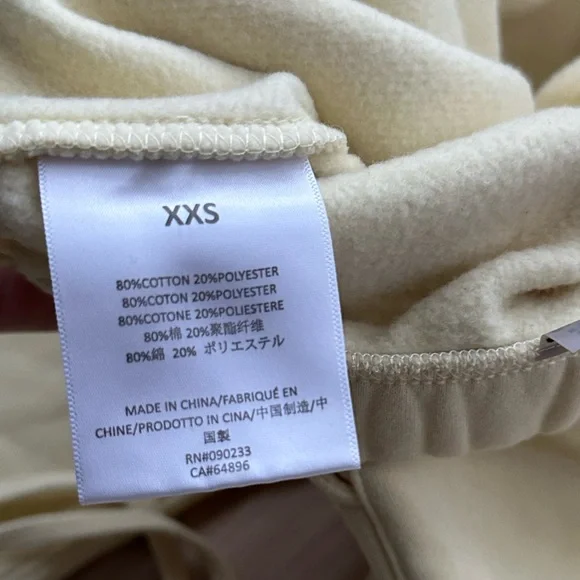 XXS
80%COTTON 20%POLYESTER
80%COTTON 20%POLYESTER
80%COTONE 20%POLIESTERE
80%棉 20%聚酯纤维
80%綿 20% ポリエステル
MADE IN CHINA/FABRIQUÉ EN
CHINE/PRODOTTO IN CINA/中国制造/中
国製
RN#090233
CA#64896